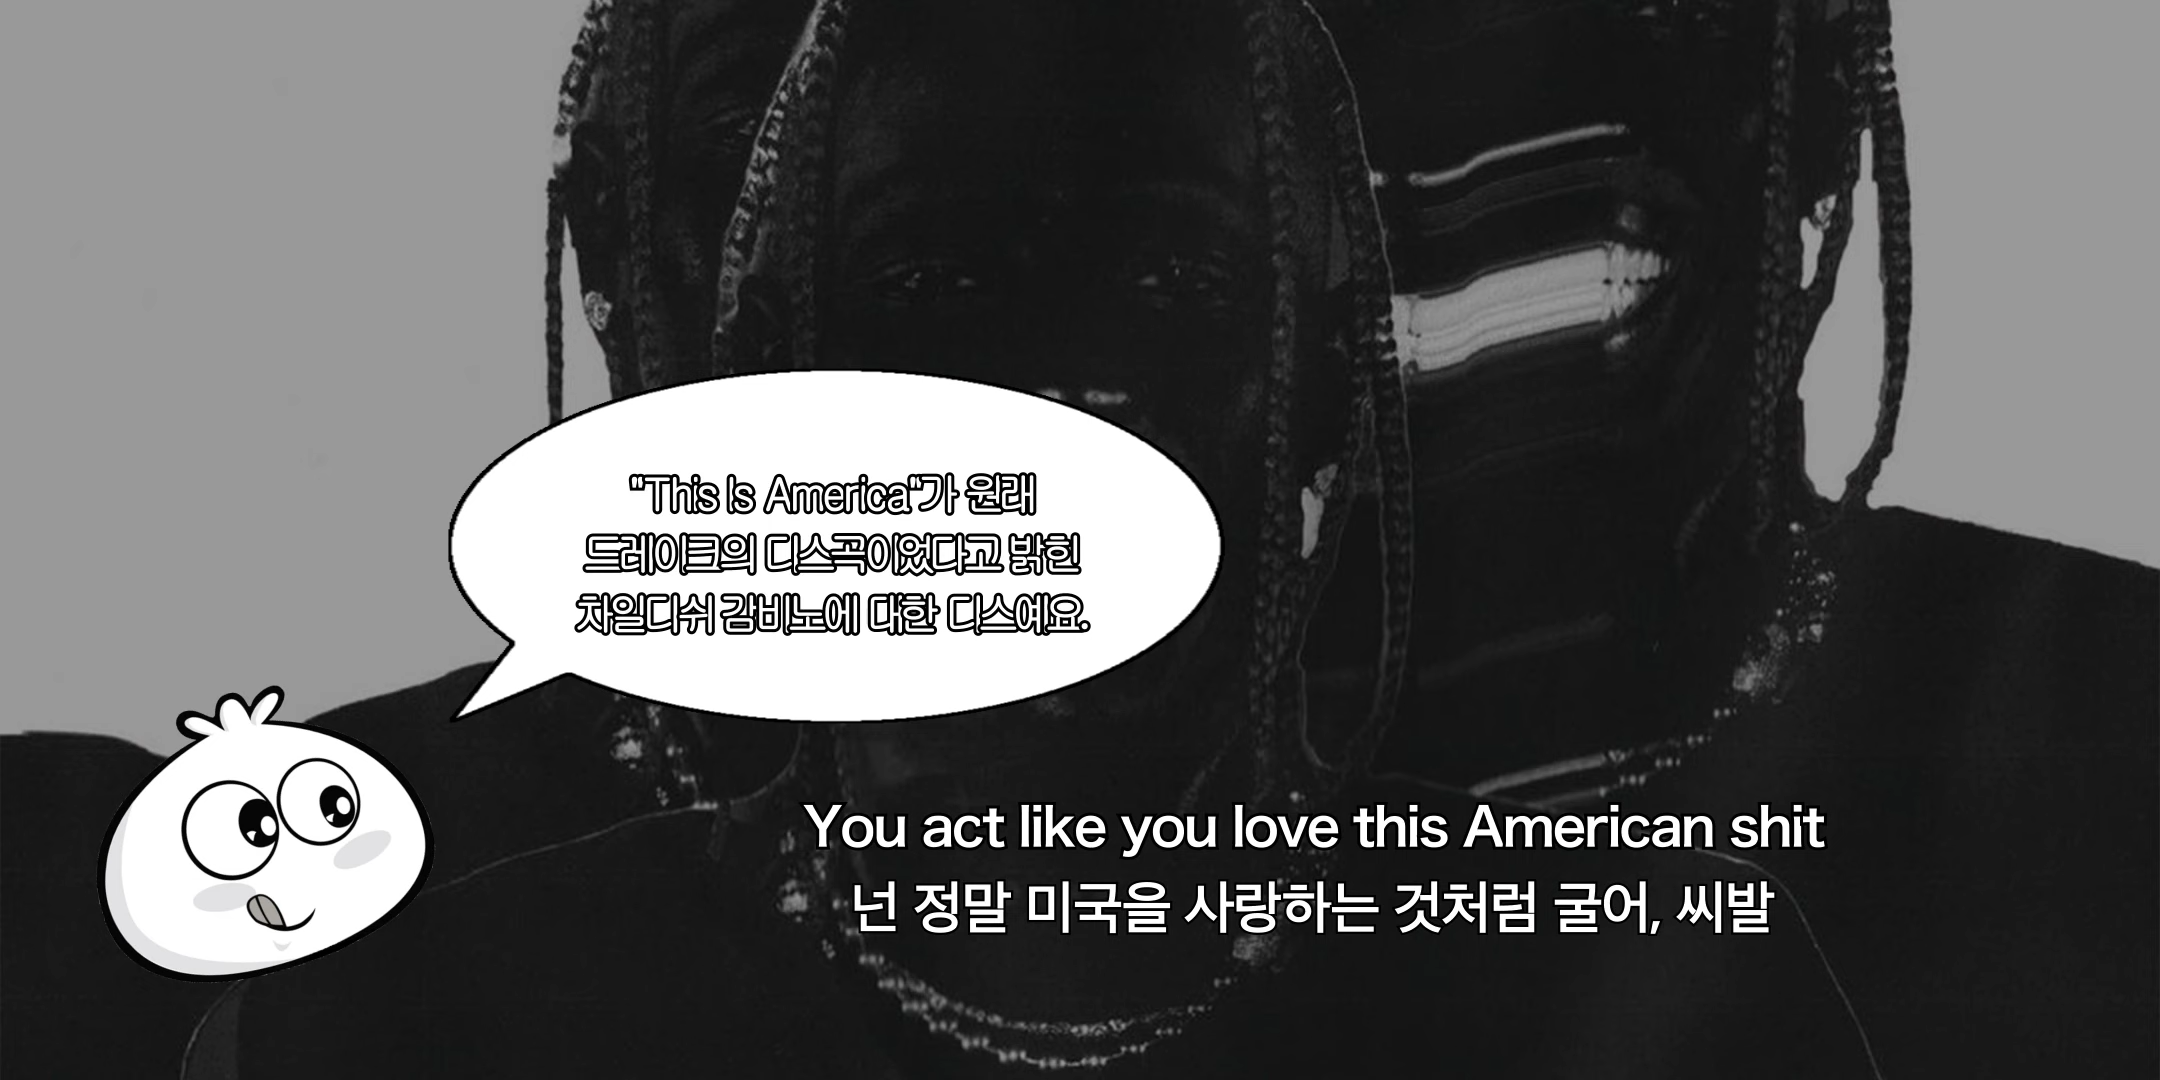 "This Is America"가 원래
드레이크의 디스곡이었다고 밝힌
차일디쉬 감비노에 대한 디스예요.
You act like you love this American shit
넌 정말 미국을 사랑하는 것처럼 굴어, 씨발